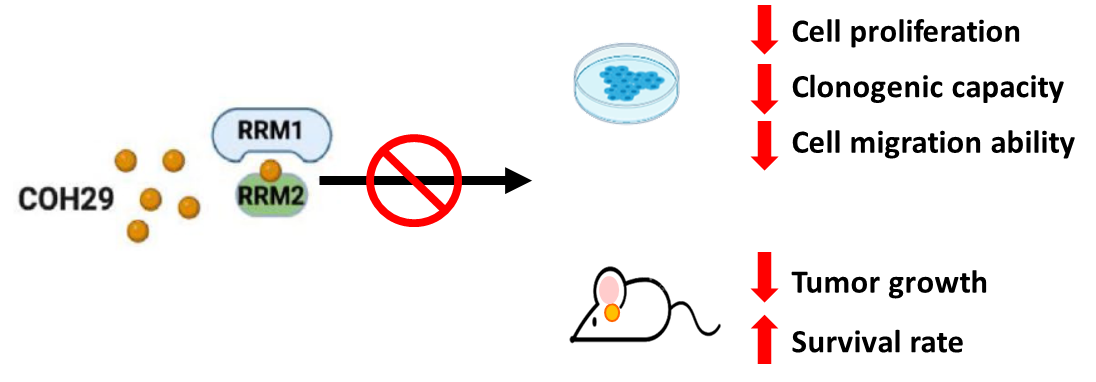 COH29
RRM1
RRM2
Cell proliferation
Clonogenic capacity
Cell migration ability
Tumor growth
Survival rate